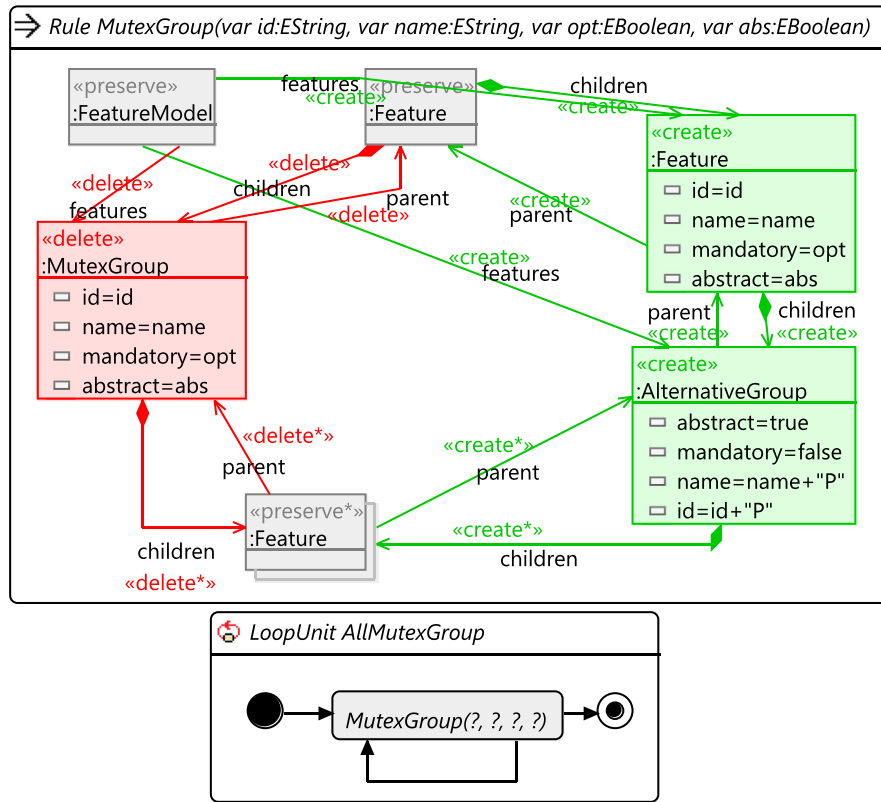 Rule MutexGroup(var id:EString, var name:EString, var opt:EBoolean, var abs:EBoolean)
«preserve»
:FeatureModel
features
«create»
«preserve»
:Feature
children
«create»
«create»
:Feature
id=id
name=name
mandatory=opt
abstract=abs
«delete»
features
«delete»
children
parent
«delete»
«create»
parent
«create»
features
«delete»
:MutexGroup
id=id
name=name
mandatory=opt
abstract=abs
parent
«create»
children
«create»
«create»
:AlternativeGroup
abstract=true
mandatory=false
name=name+"P"
id=id+"P"
«delete*»
parent
«create*»
parent
«preserve*»
:Feature
children
«delete*»
«create*»
children
LoopUnit AllMutexGroup
MutexGroup(?, ?, ?, ?)